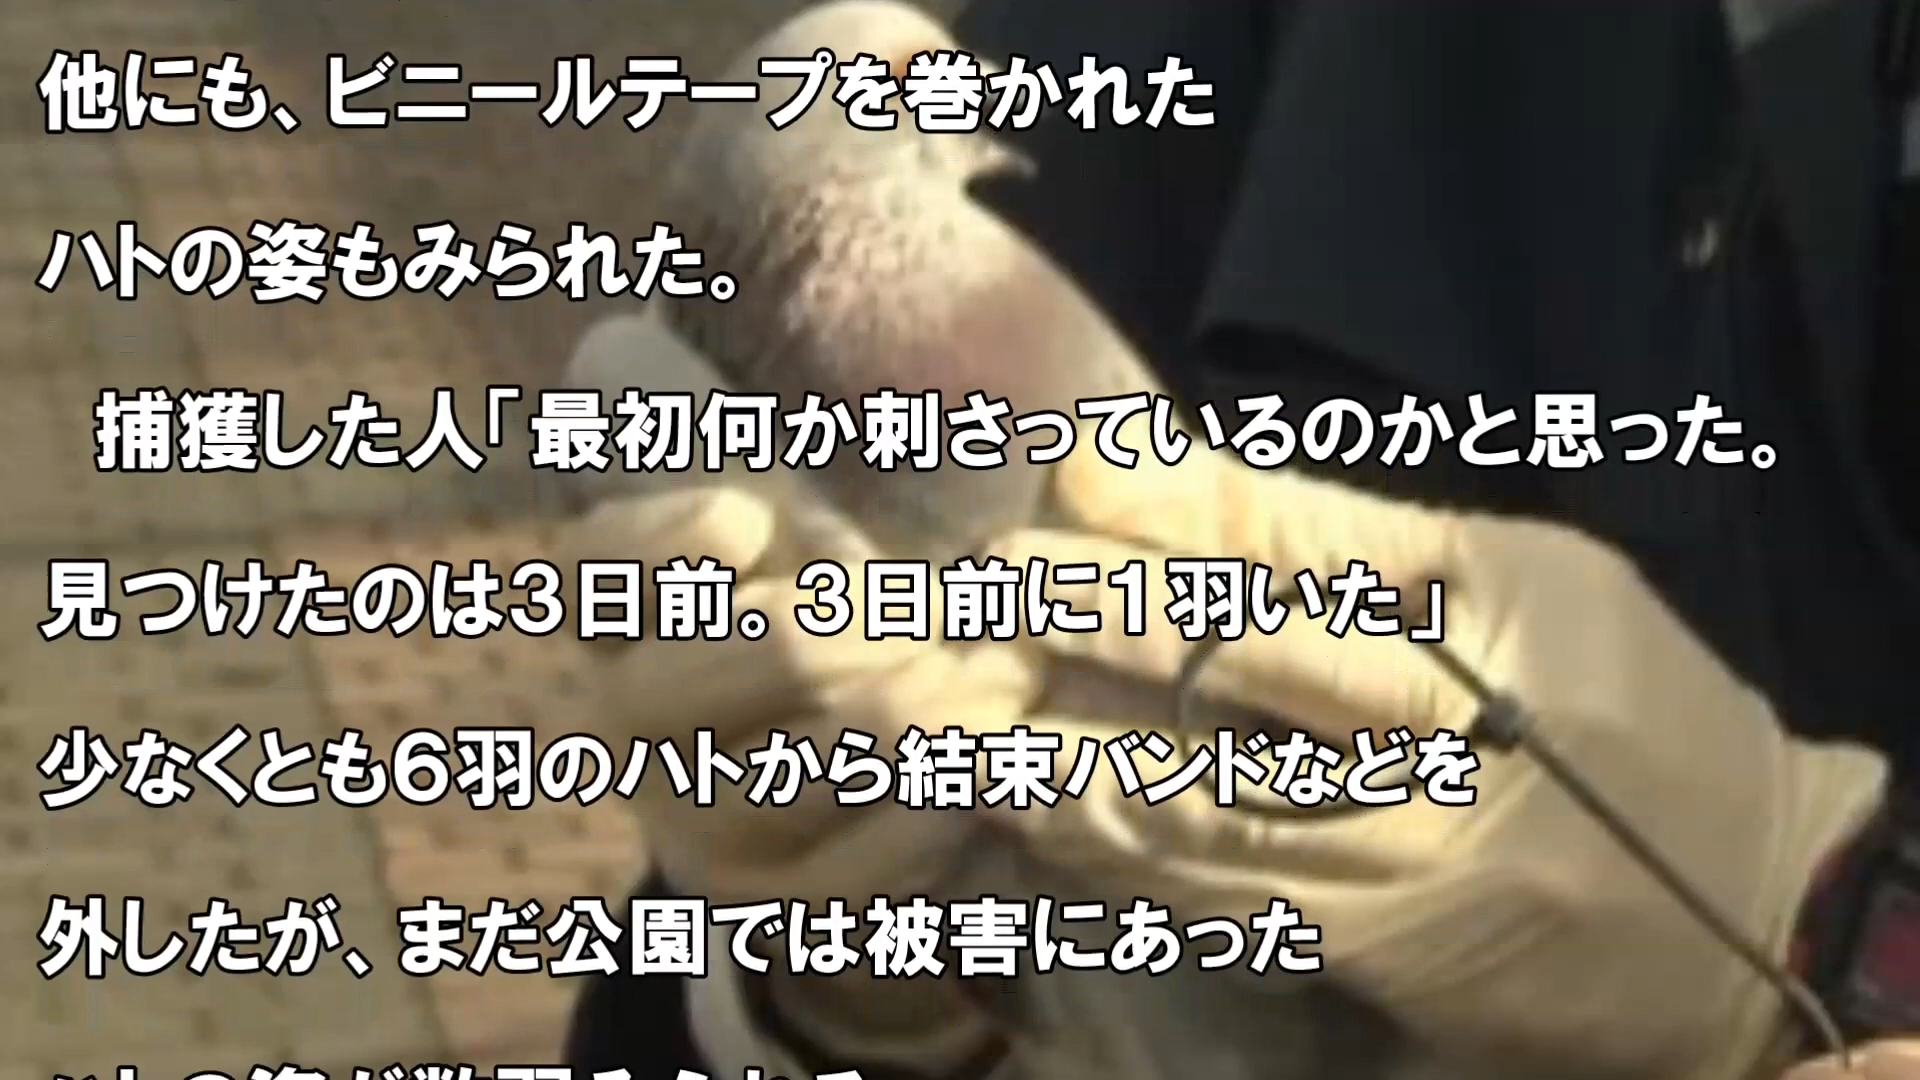 他にも、ビニールテープを巻かれた
ハトの姿もみられた。
捕獲した人「最初何か刺さっているのかと思った。
見つけたのは３日前。３日前に１羽いた」
少なくとも６羽のハトから結束バンドなどを
外したが、まだ公園では被害にあった